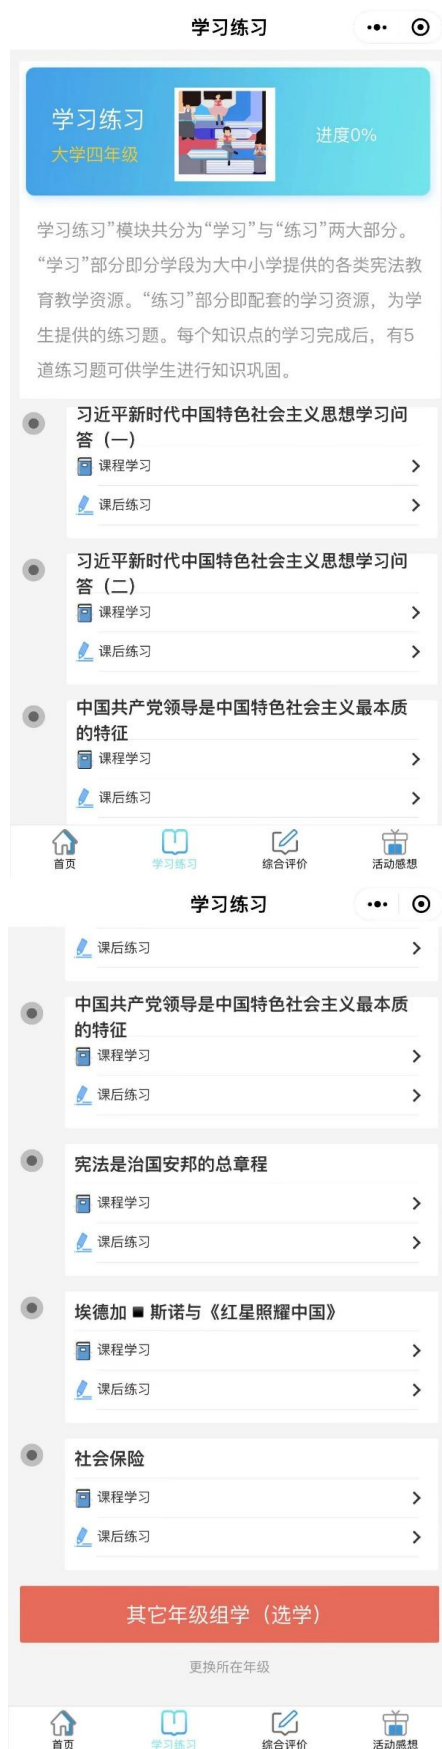 学习练习
学习练习
大学四年级
进度0%
学习练习”模块共分为“学习”与“练习”两大部分。
“学习”部分即分学段为大中小学提供的各类宪法教
育教学资源。“练习”部分即配套的学习资源，为学
生提供的练习题。每个知识点的学习完成后，有5
道练习题可供学生进行知识巩固。
习近平新时代中国特色社会主义思想学习问
答（一）
课程学习
课后练习
习近平新时代中国特色社会主义思想学习问
答（二）
课程学习
课后练习
中国共产党领导是中国特色社会主义最本质
的特征
课程学习
课后练习
首页
学习练习
综合评价
活动感想
学习练习
课后练习
中国共产党领导是中国特色社会主义最本质
的特征
课程学习
课后练习
宪法是治国安邦的总章程
课程学习
课后练习
埃德加 ▪ 斯诺与《红星照耀中国》
课程学习
课后练习
社会保险
课程学习
课后练习
其它年级组学（选学）
更换所在年级
首页
学习练习
综合评价
活动感想